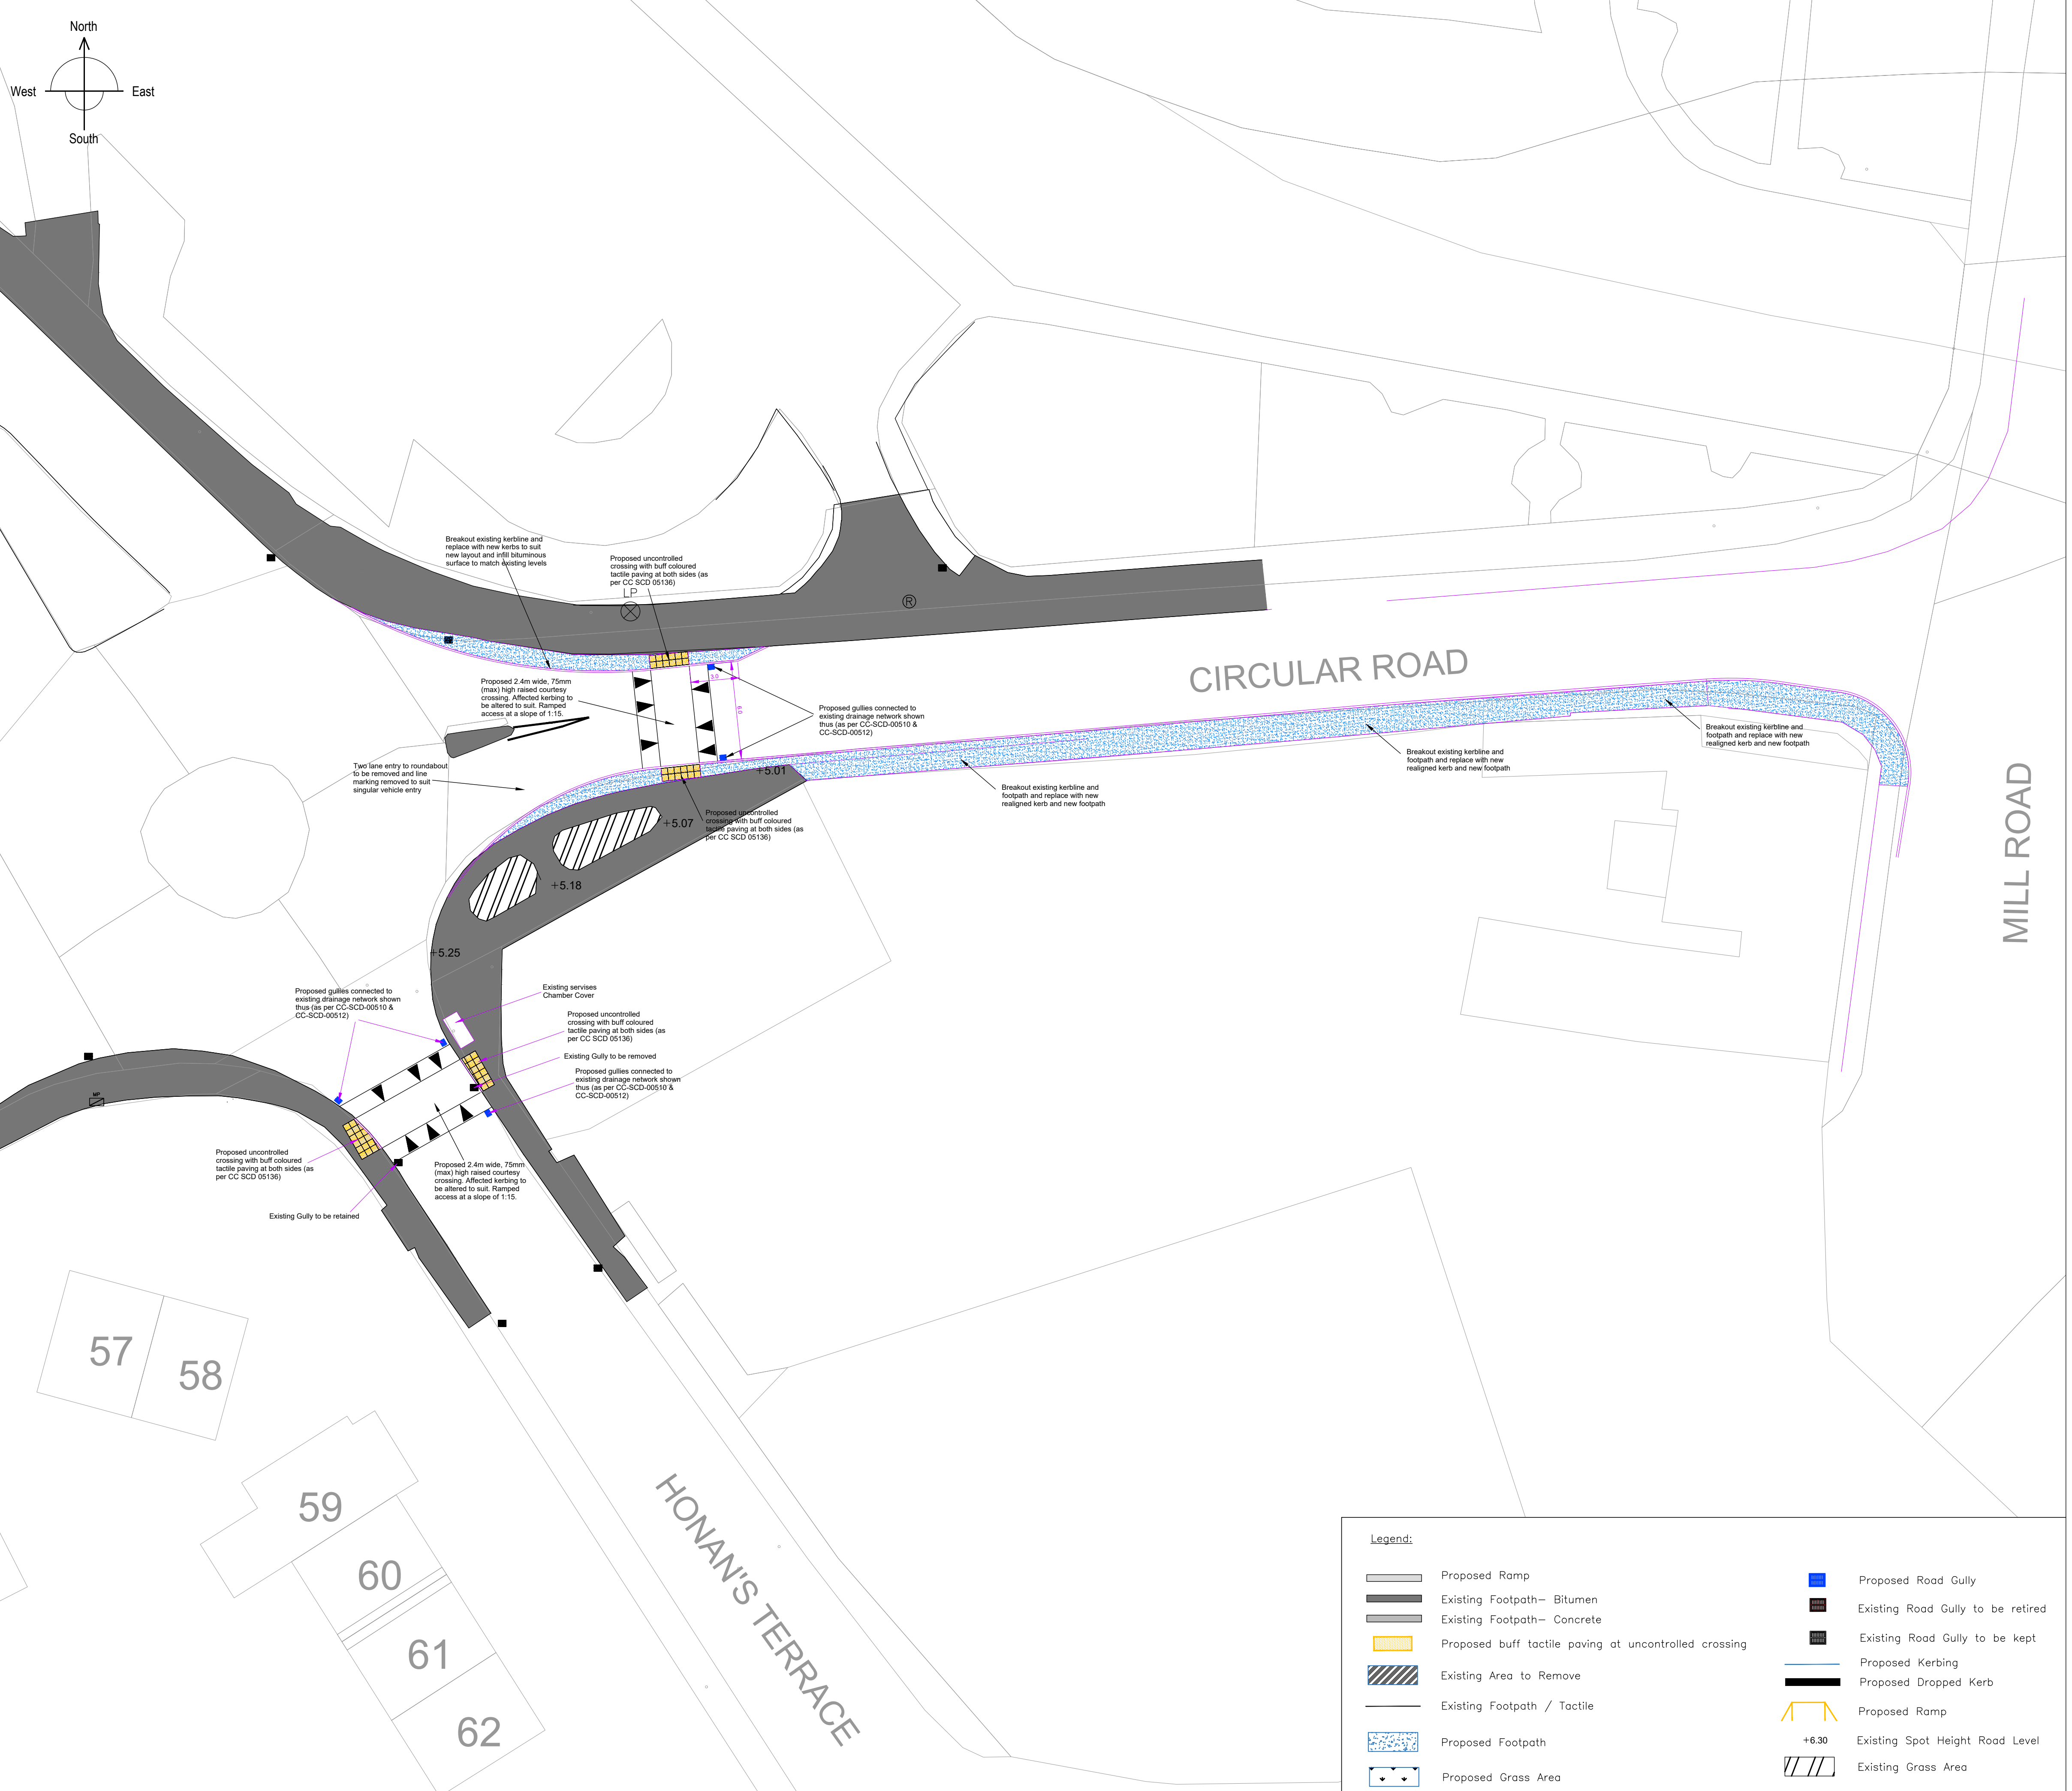 North
West
East
South
Breakout existing kerbline and
replace with new kerbs to suit
new layout and infill bituminous
surface to match existing levels
Proposed uncontrolled
crossing with buff coloured
tactile paving at both sides (as
per CC SCD 05136)
LP
R
CIRCULAR ROAD
Proposed 2.4m wide, 75mm
(max) high raised courtesy
crossing. Affected kerbing to
be altered to suit. Ramped
access at a slope of 1:15.
3.0
6.0
Proposed gullies connected to
existing drainage network shown
thus (as per CC-SCD-00510 &
CC-SCD-00512)
Breakout existing kerbline and
footpath and replace with new
realigned kerb and new footpath
Breakout existing kerbline and
footpath and replace with new
realigned kerb and new footpath
Two lane entry to roundabout
to be removed and line
marking removed to suit
singular vehicle entry
+5.01
Breakout existing kerbline and
footpath and replace with new
realigned kerb and new footpath
MILL ROAD
+5.07
Proposed uncontrolled
crossing with buff coloured
tactile paving at both sides (as
per CC SCD 05136)
+5.18
+5.25
Proposed gullies connected to
existing drainage network shown
thus (as per CC-SCD-00510 &
CC-SCD-00512)
Existing servises
Chamber Cover
Proposed uncontrolled
crossing with buff coloured
tactile paving at both sides (as
per CC SCD 05136)
Existing Gully to be removed
Proposed gullies connected to
existing drainage network shown
thus (as per CC-SCD-00510 &
CC-SCD-00512)
MP
Proposed uncontrolled
crossing with buff coloured
tactile paving at both sides (as
per CC SCD 05136)
Proposed 2.4m wide, 75mm
(max) high raised courtesy
crossing. Affected kerbing to
be altered to suit. Ramped
access at a slope of 1:15.
Existing Gully to be retained
57
58
59
60
61
62
HONAN'S TERRACE
Legend:
Proposed Ramp
Existing Footpath- Bitumen
Existing Footpath- Concrete
Proposed buff tactile paving at uncontrolled crossing
Existing Area to Remove
Existing Footpath / Tactile
Proposed Footpath
Proposed Grass Area
Proposed Road Gully
Existing Road Gully to be retired
Existing Road Gully to be kept
Proposed Kerbing
Proposed Dropped Kerb
Proposed Ramp
+6.30 Existing Spot Height Road Level
Existing Grass Area